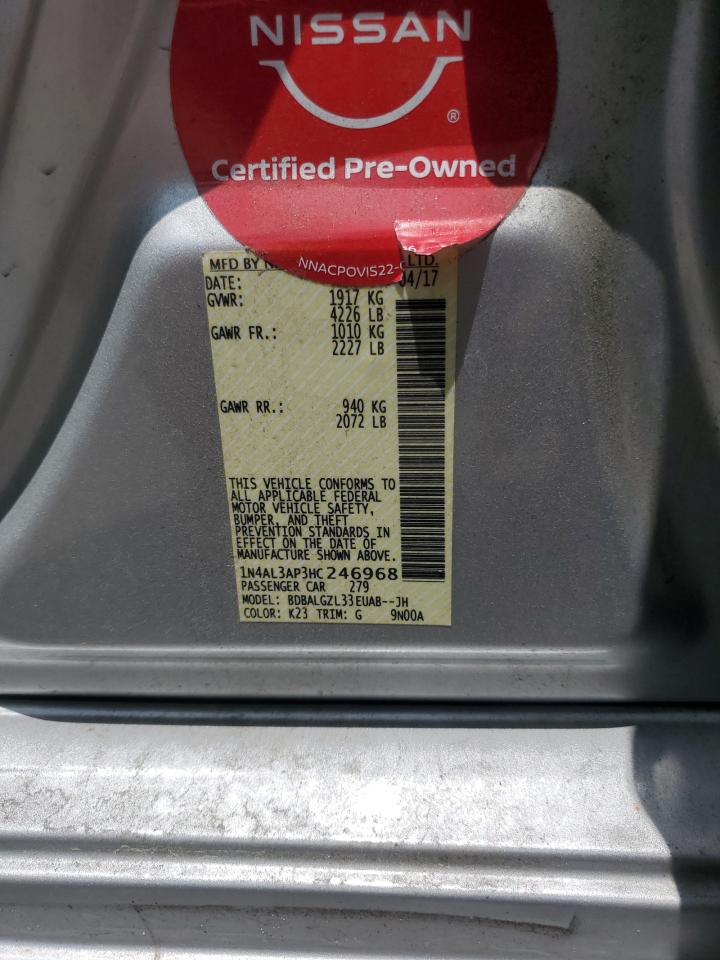 NISSAN
®
Certified Pre-Owned
NNACPOVIS22-
MFD BY LTD.
DATE: 04/17
GVWR: 1917 KG
4226 LB
GAWR FR.: 1010 KG
2227 LB
GAWR RR.: 940 KG
2072 LB
THIS VEHICLE CONFORMS TO
ALL APPLICABLE FEDERAL
MOTOR VEHICLE SAFETY,
BUMPER, AND THEFT
PREVENTION STANDARDS IN
EFFECT ON THE DATE OF
MANUFACTURE SHOWN ABOVE.
1N4AL3AP3HC246968
PASSENGER CAR 279
MODEL: BDBALGZL33EUAB--JH
COLOR: K23 TRIM: G 9N00A